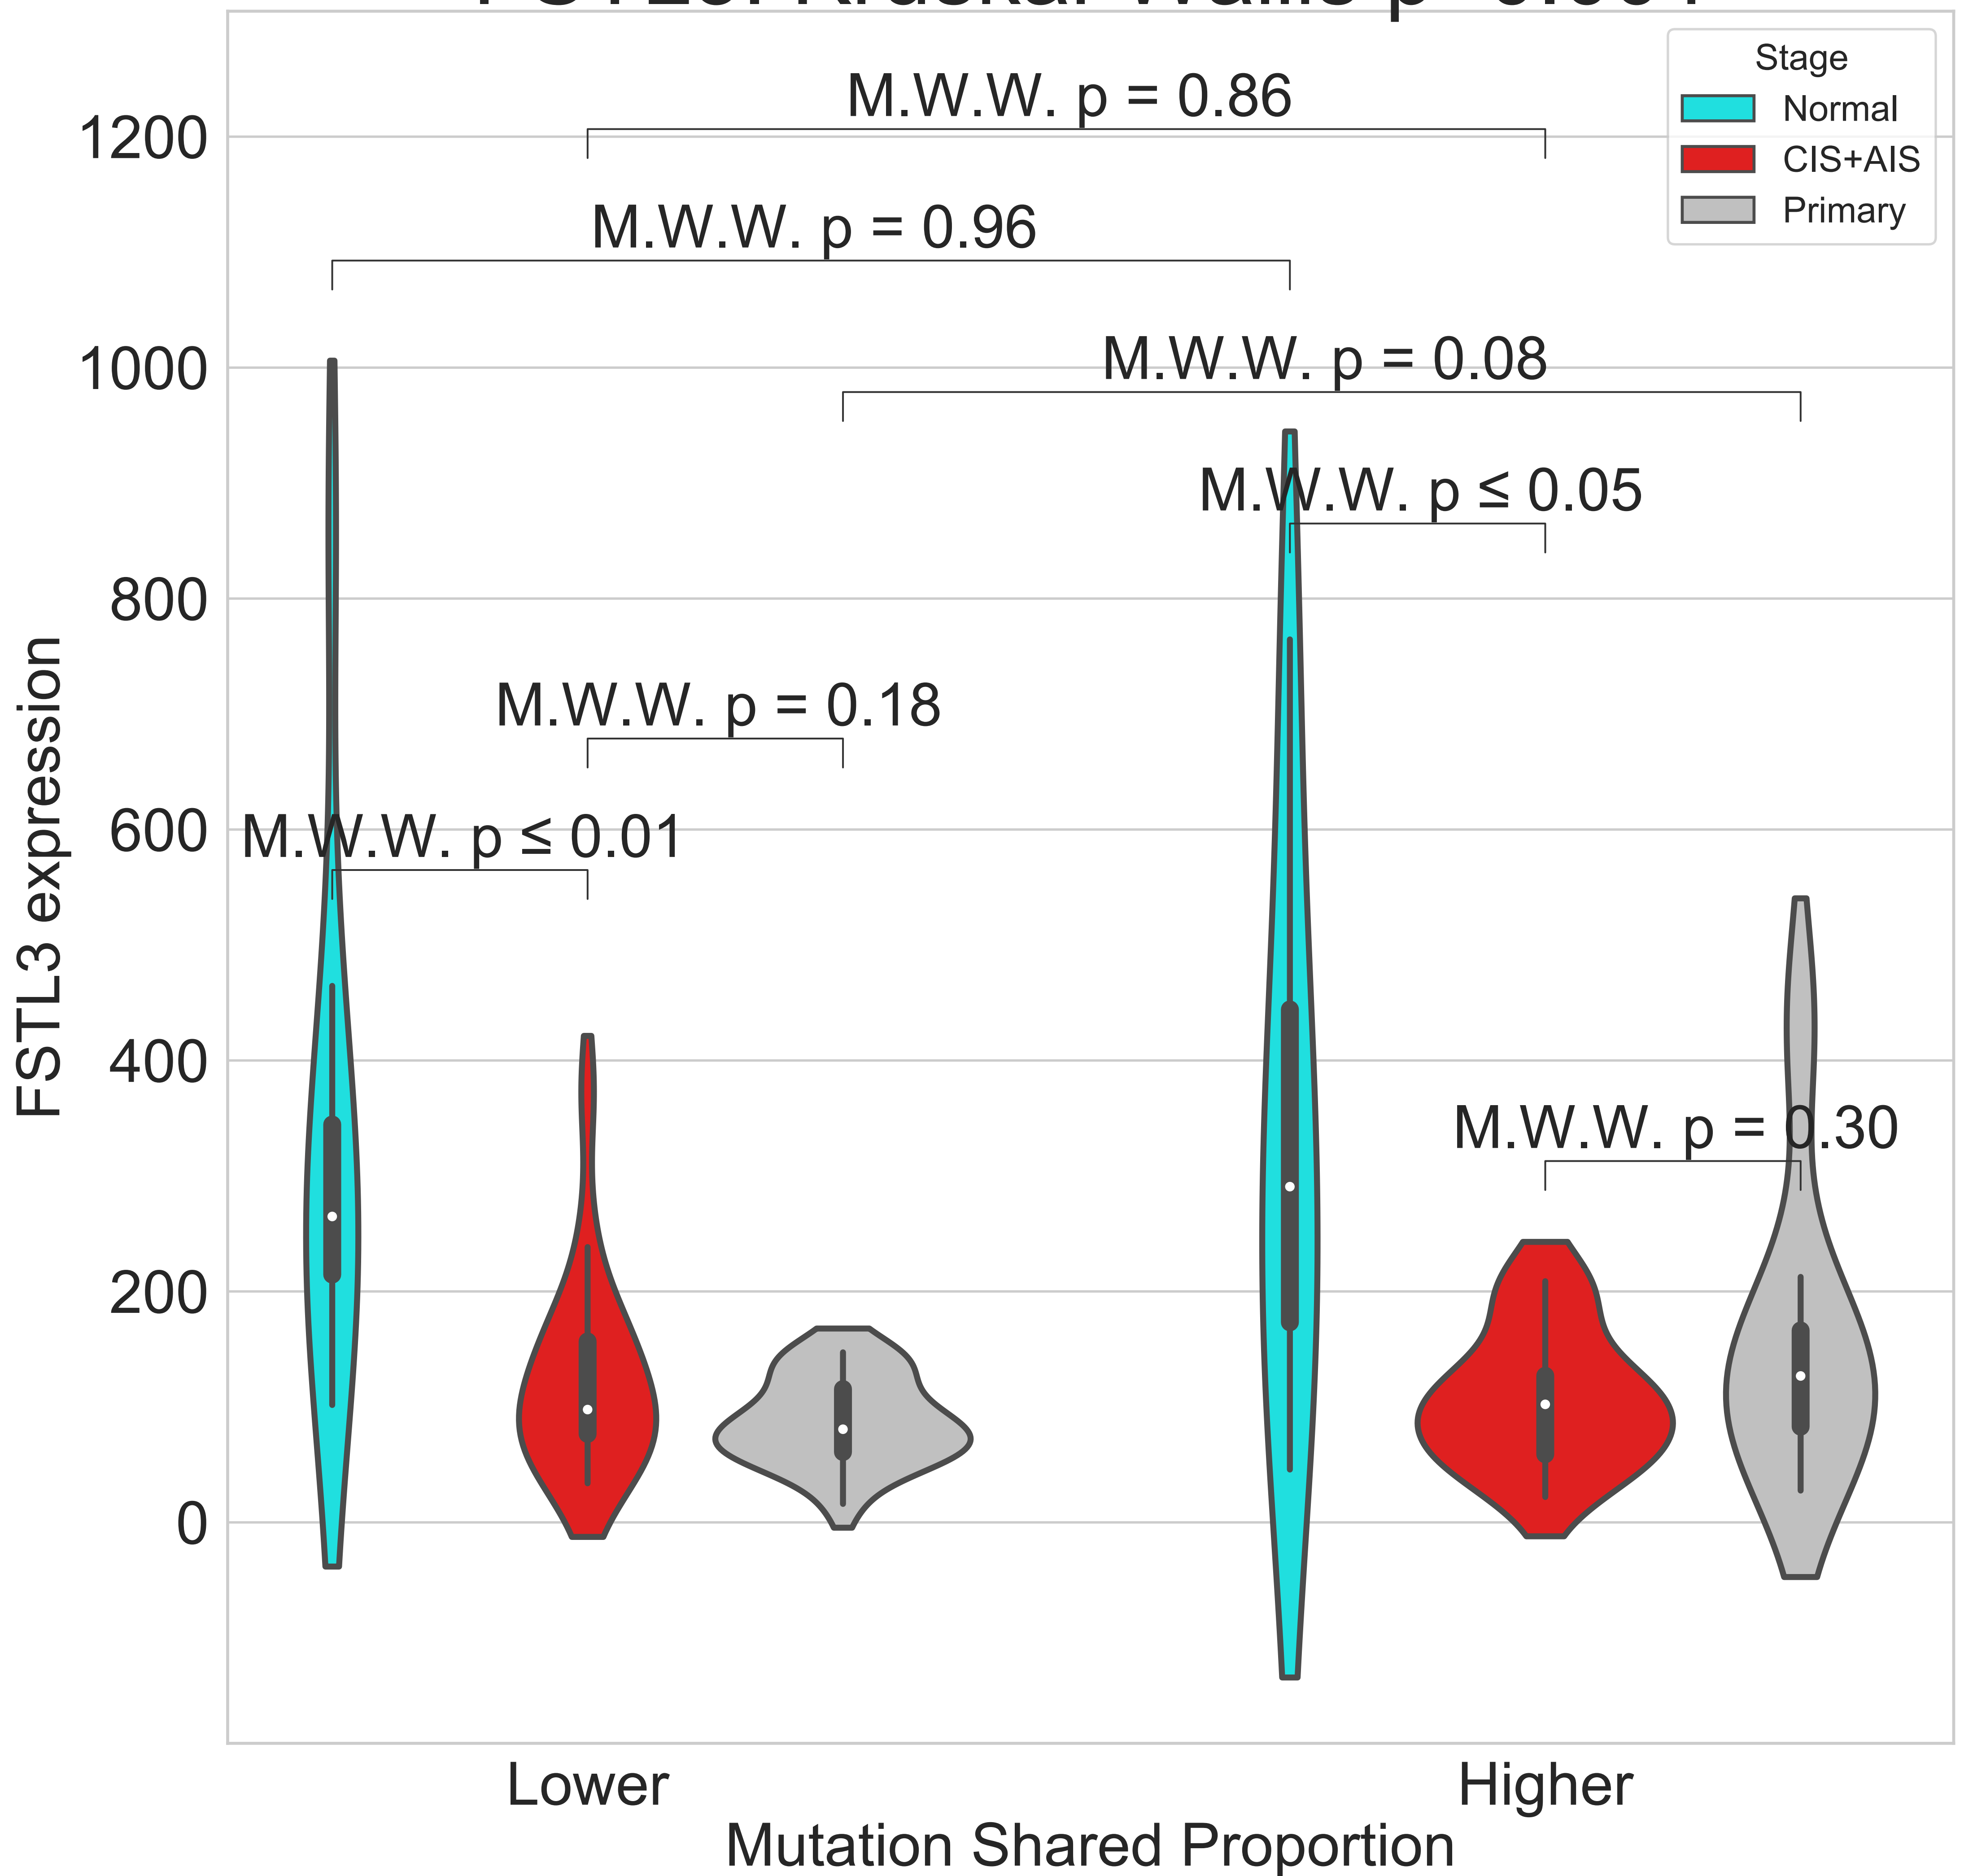 Stage
Normal
CIS+AIS
Primary
M.W.W. p = 0.86
M.W.W. p = 0.96
M.W.W. p = 0.08
M.W.W. p ≤ 0.05
M.W.W. p = 0.18
M.W.W. p ≤ 0.01
M.W.W. p = 0.30
1200
1000
800
600
400
200
0
FSTL3 expression
Lower
Higher
Mutation Shared Proportion